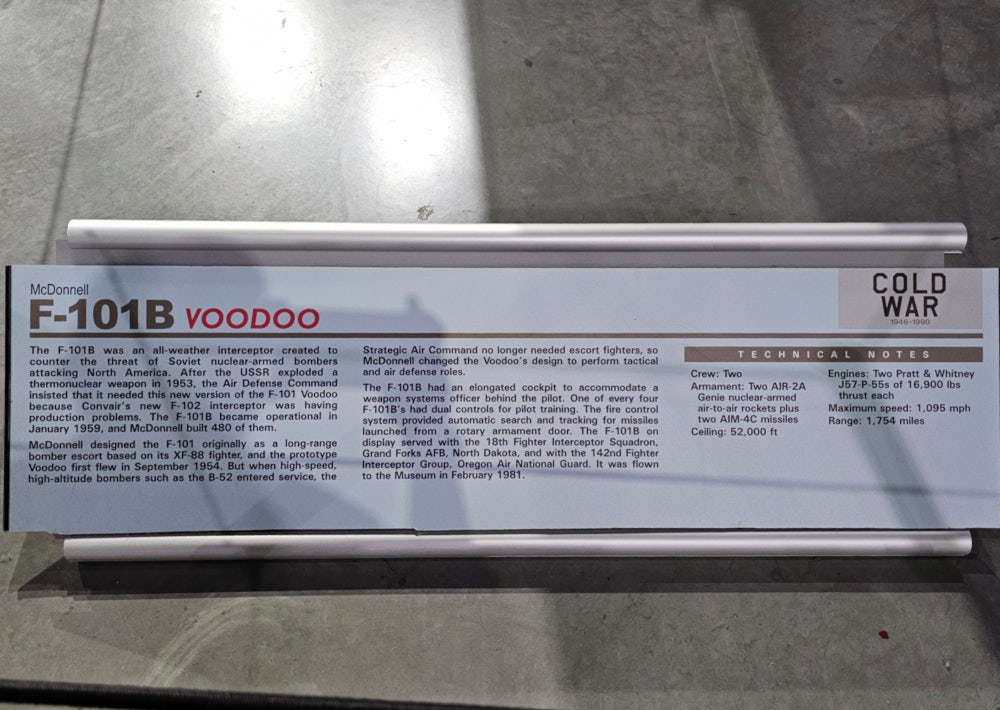 McDonnell
F-101B VOODOO
COLD
WAR
1946-1990
The F-101B was an all-weather interceptor created to
counter the threat of Soviet nuclear-armed bombers
attacking North America. After the USSR exploded a
thermonuclear weapon in 1953, the Air Defense Command
insisted that it needed this new version of the F-101 Voodoo
because Convair's new F-102 interceptor was having
production problems. The F-101B became operational in
January 1959, and McDonnell built 480 of them.
McDonnell designed the F-101 originally as a long-range
bomber escort based on its XF-88 fighter, and the prototype
Voodoo first flew in September 1954. But when high-speed,
high-altitude bombers such as the B-52 entered service, the
Strategic Air Command no longer needed escort fighters, so
McDonnell changed the Voodoo's design to perform tactical
and air defense roles.
The F-101B had an elongated cockpit to accommodate a
weapon systems officer behind the pilot. One of every four
F-101B's had dual controls for pilot training. The fire control
system provided automatic search and tracking for missiles
launched from a rotary armament door. The F-101B on
display served with the 18th Fighter Interceptor Squadron,
Grand Forks AFB, North Dakota, and with the 142nd Fighter
Interceptor Group, Oregon Air National Guard. It was flown
to the Museum in February 1981.
TECHNICAL NOTES
Crew: Two
Armament: Two AIR-2A
Genie nuclear-armed
air-to-air rockets plus
two AIM-4C missiles
Ceiling: 52,000 ft
Engines: Two Pratt & Whitney
J57-P-55s of 16,900 lbs
thrust each
Maximum speed: 1,095 mph
Range: 1,754 miles